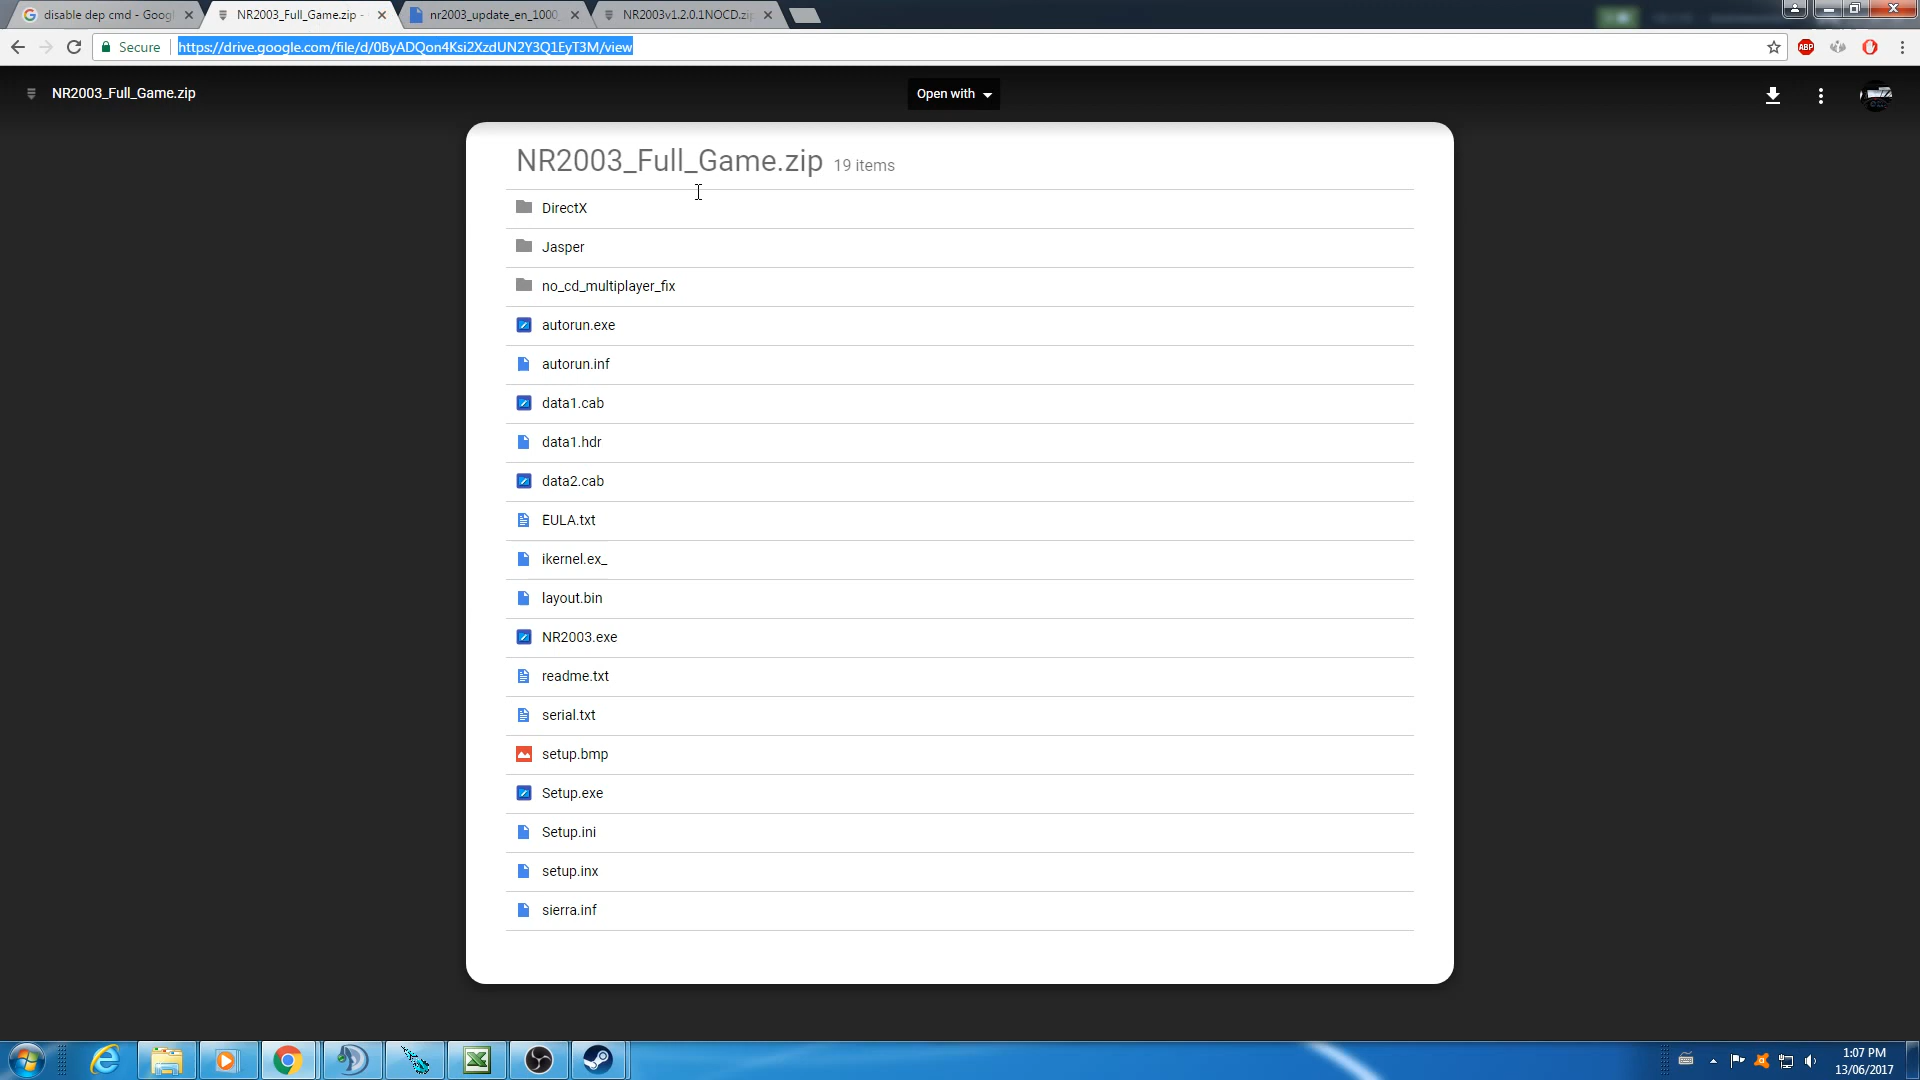 disable dep cmd - Googl
NR2003_Full_Game.zip -
nr2003_update_en_1000_
NR2003v1.2.0.1NOCD.zip
Secure
https://drive.google.com/file/d/0ByADQon4Ksi2XzdUN2Y3Q1EyT3M/view
ABP
NR2003_Full_Game.zip
Open with
NR2003_Full_Game.zip 19 items
DirectX
Jasper
no_cd_multiplayer_fix
autorun.exe
autorun.inf
data1.cab
data1.hdr
data2.cab
EULA.txt
ikernel.ex_
layout.bin
NR2003.exe
readme.txt
serial.txt
setup.bmp
Setup.exe
Setup.ini
setup.inx
sierra.inf
1:07 PM
13/06/2017